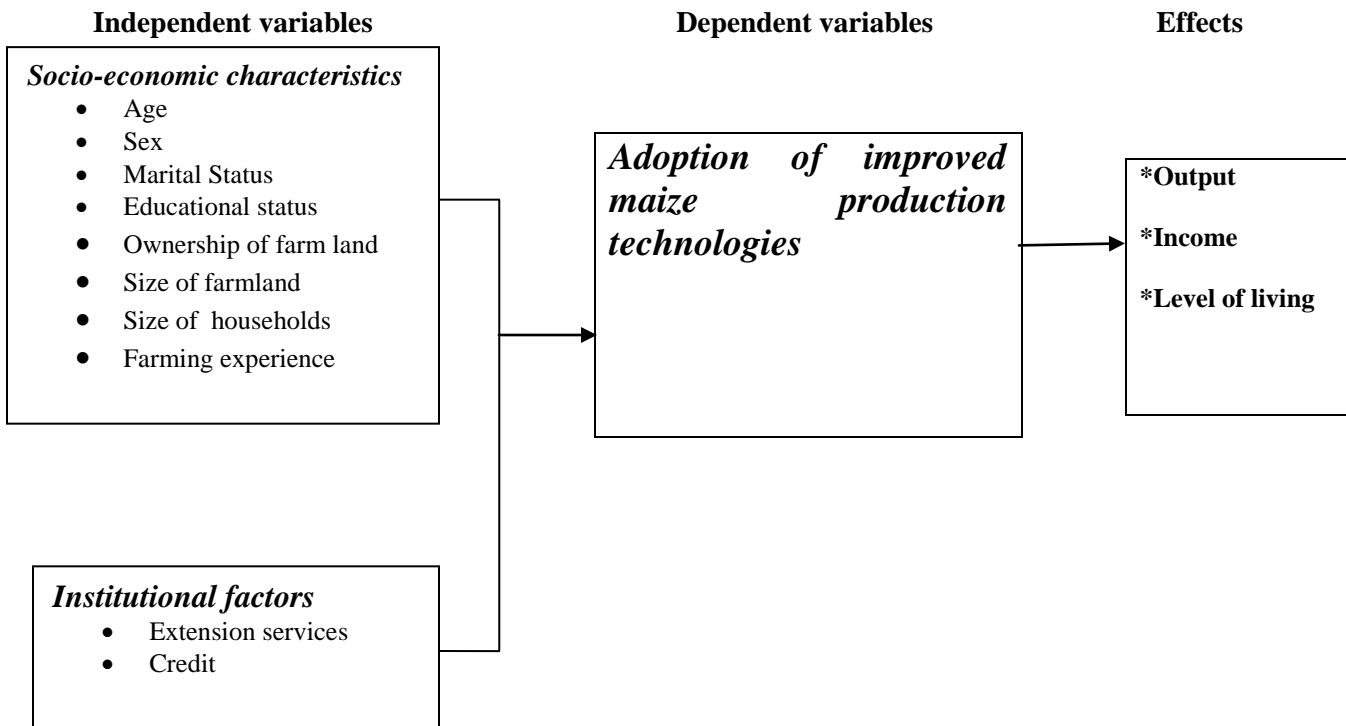 Independent variables
Dependent variables
Effects
Socio-economic characteristics
• Age
• Sex
• Marital Status
• Educational status
• Ownership of farm land
• Size of farmland
• Size of households
• Farming experience
Adoption of improved
maize production
technologies
*Output
*Income
*Level of living
Institutional factors
• Extension services
• Credit